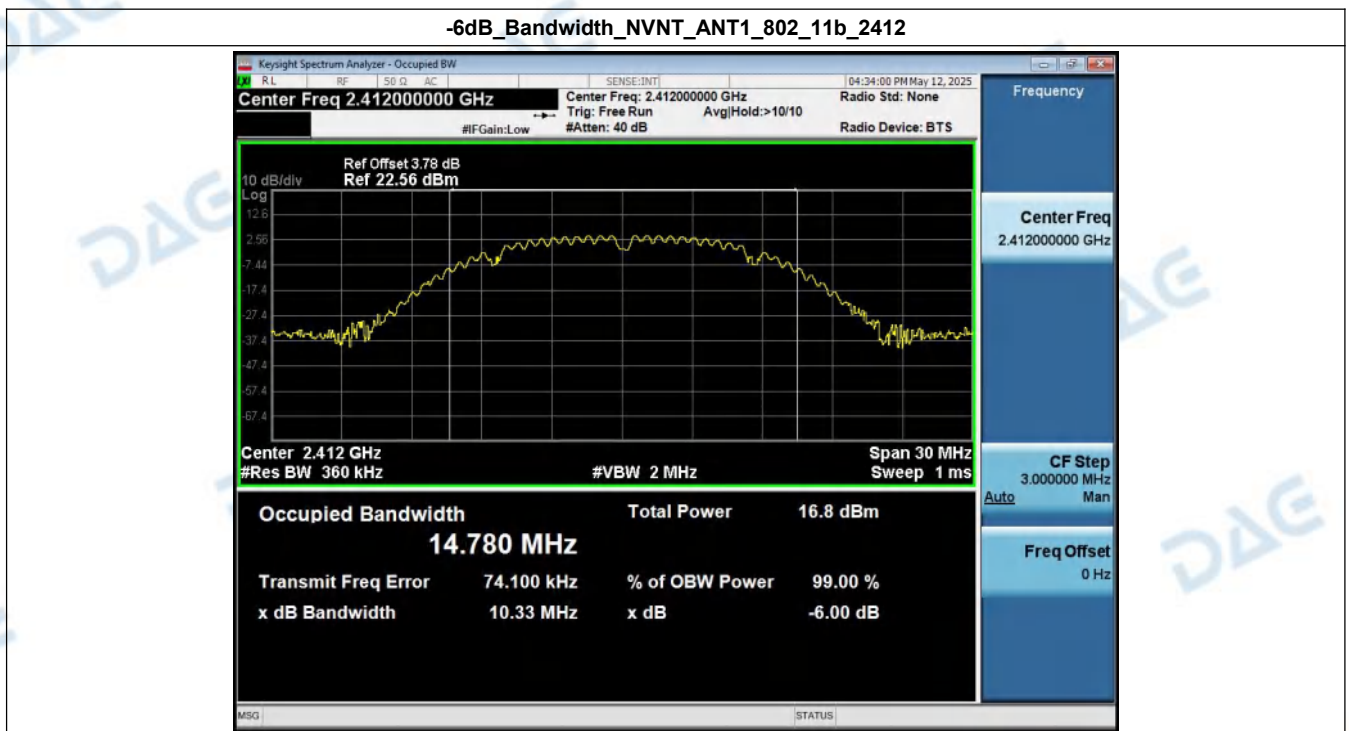 -6dB_Bandwidth_NVNT_ANT1_802_11b_2412
Keysight Spectrum Analyzer - Occupied BW
LXI RL RF 50 Ω AC SENSE:INT 04:34:00 PM May 12, 2025
Center Freq 2.412000000 GHz Center Freq: 2.412000000 GHz Radio Std: None
Trig: Free Run Avg|Hold:>10/10
#IFGain:Low #Atten: 40 dB Radio Device: BTS
Ref Offset 3.78 dB
10 dB/div Ref 22.56 dBm
Log
12.6
2.56
-7.44
-17.4
-27.4
-37.4
-47.4
-57.4
-67.4
Center 2.412 GHz Span 30 MHz
#Res BW 360 kHz #VBW 2 MHz Sweep 1 ms
Occupied Bandwidth Total Power 16.8 dBm
14.780 MHz
Transmit Freq Error 74.100 kHz % of OBW Power 99.00 %
x dB Bandwidth 10.33 MHz x dB -6.00 dB
MSG STATUS
Frequency
Center Freq
2.412000000 GHz
CF Step
3.000000 MHz
Auto Man
Freq Offset
0 Hz
DAG
DAG
DAG